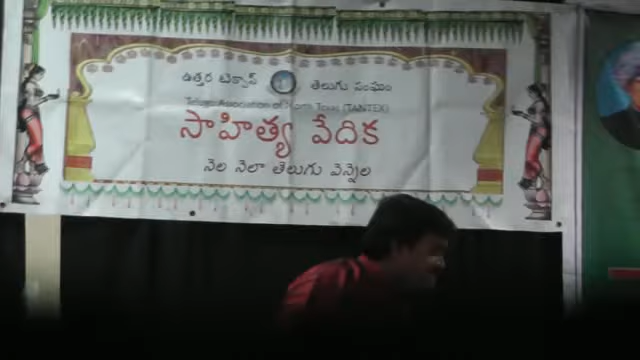 ఉత్తర టెక్సాస్ తెలుగు సంఘం
Telugu Association of North Texas (TANTEX)
సాహిత్య వేదిక
నెల నెలా తెలుగు వెన్నెల